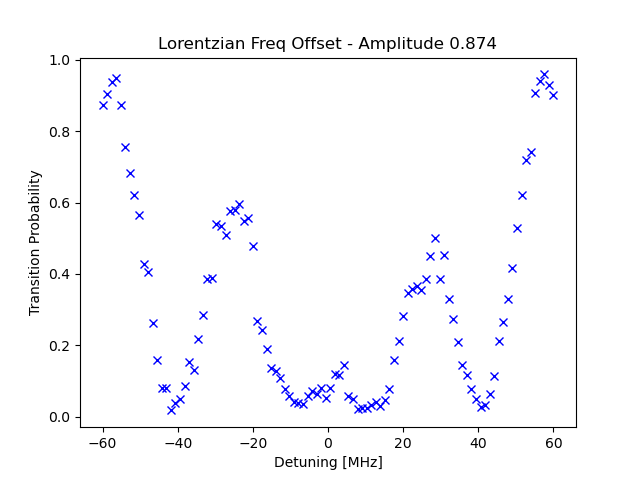 Lorentzian Freq Offset - Amplitude 0.874
Transition Probability
1.0
0.8
0.6
0.4
0.2
0.0
−60 −40 −20 0 20 40 60
Detuning [MHz]